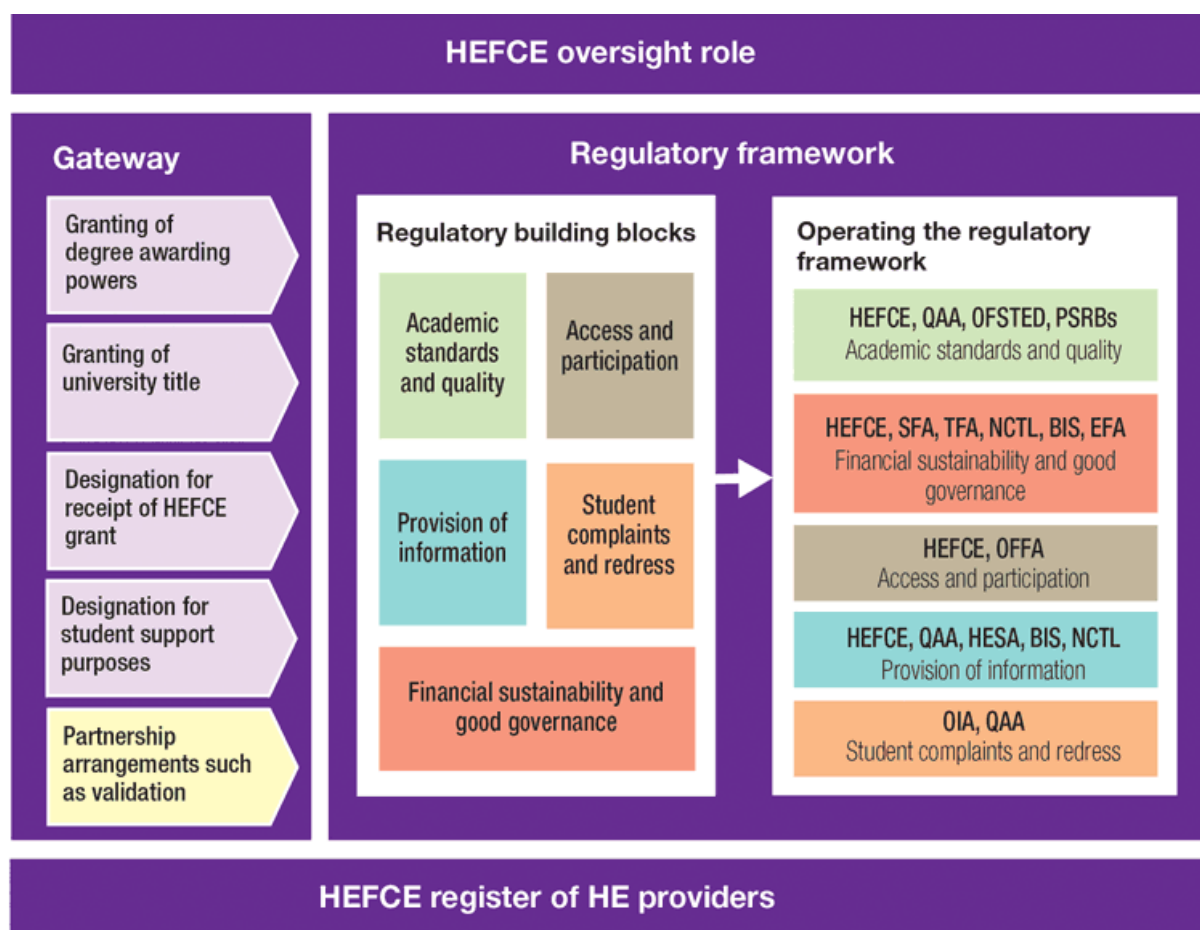 HEFCE oversight role
Gateway
Granting of
degree awarding
powers
Granting of
university title
Designation for
receipt of HEFCE
grant
Designation for
student support
purposes
Partnership
arrangements such
as validation
Regulatory framework
Regulatory building blocks
Academic
standards
and quality
Access and
participation
Provision of
information
Student
complaints
and redress
Financial sustainability and
good governance
Operating the regulatory
framework
HEFCE, QAA, OFSTED, PSRBs
Academic standards and quality
HEFCE, SFA, TFA, NCTL, BIS, EFA
Financial sustainability and good
governance
HEFCE, OFFA
Access and participation
HEFCE, QAA, HESA, BIS, NCTL
Provision of information
OIA, QAA
Student complaints and redress
HEFCE register of HE providers